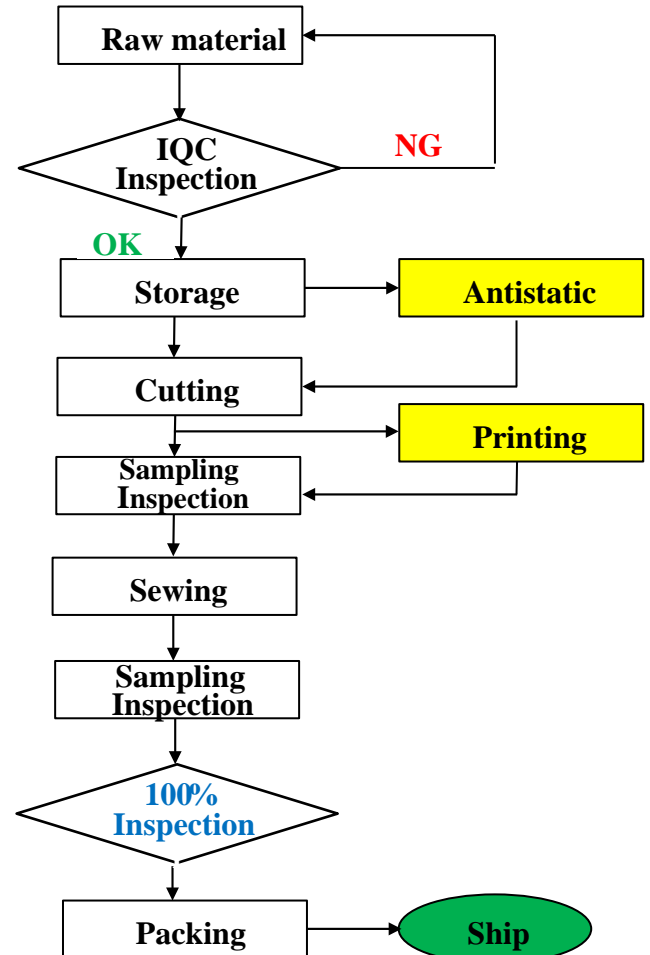 Raw material
IQC
Inspection
NG
OK
Storage
Antistatic
Cutting
Printing
Sampling
Inspection
Sewing
Sampling
Inspection
100%
Inspection
Packing
Ship